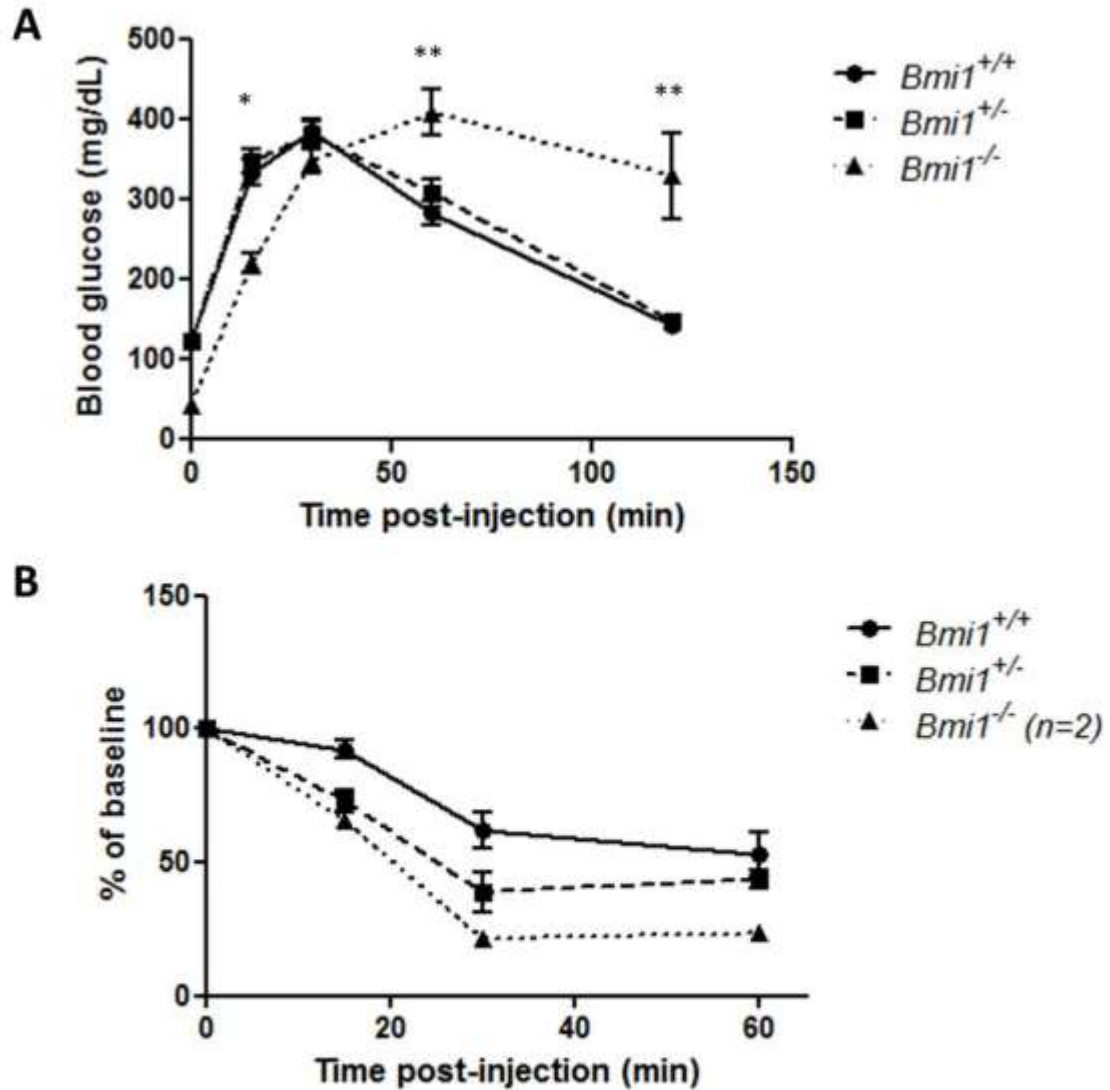 A
Blood glucose (mg/dL)
500
400
300
200
100
0
*
**
**
0 50 100 150
Time post-injection (min)
Bmi1+/+
Bmi1+/-
Bmi1-/-
B
% of baseline
150
100
50
0
0 20 40 60
Time post-injection (min)
Bmi1+/+
Bmi1+/-
Bmi1-/- (n=2)